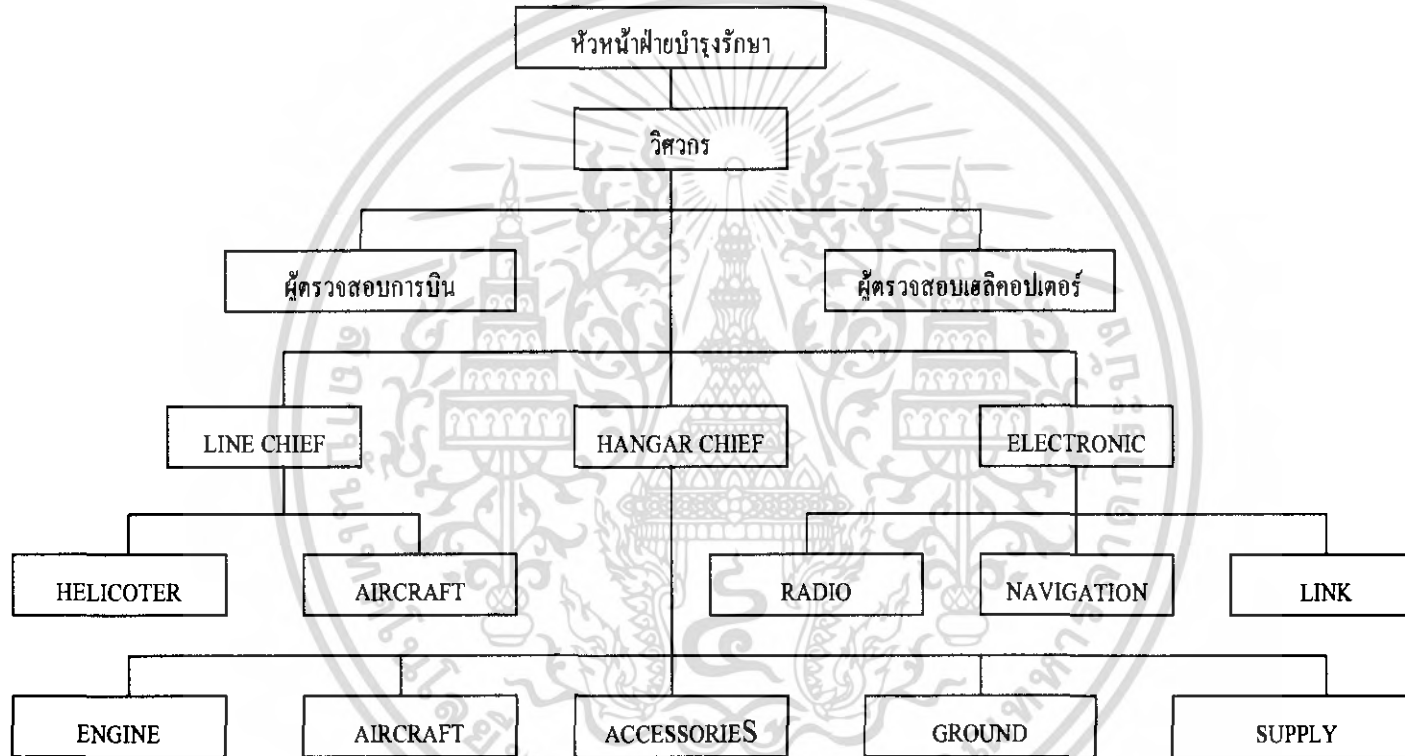 หัวหน้าฝ่ายบำรุงรักษา
วิศวกร
ผู้ตรวจสอบการบิน
ผู้ตรวจสอบเฮลิคอปเตอร์
LINE CHIEF
HANGAR CHIEF
ELECTRONIC
HELICOTER
AIRCRAFT
RADIO
NAVIGATION
LINK
ENGINE
AIRCRAFT
ACCESSORIES
GROUND
SUPPLY